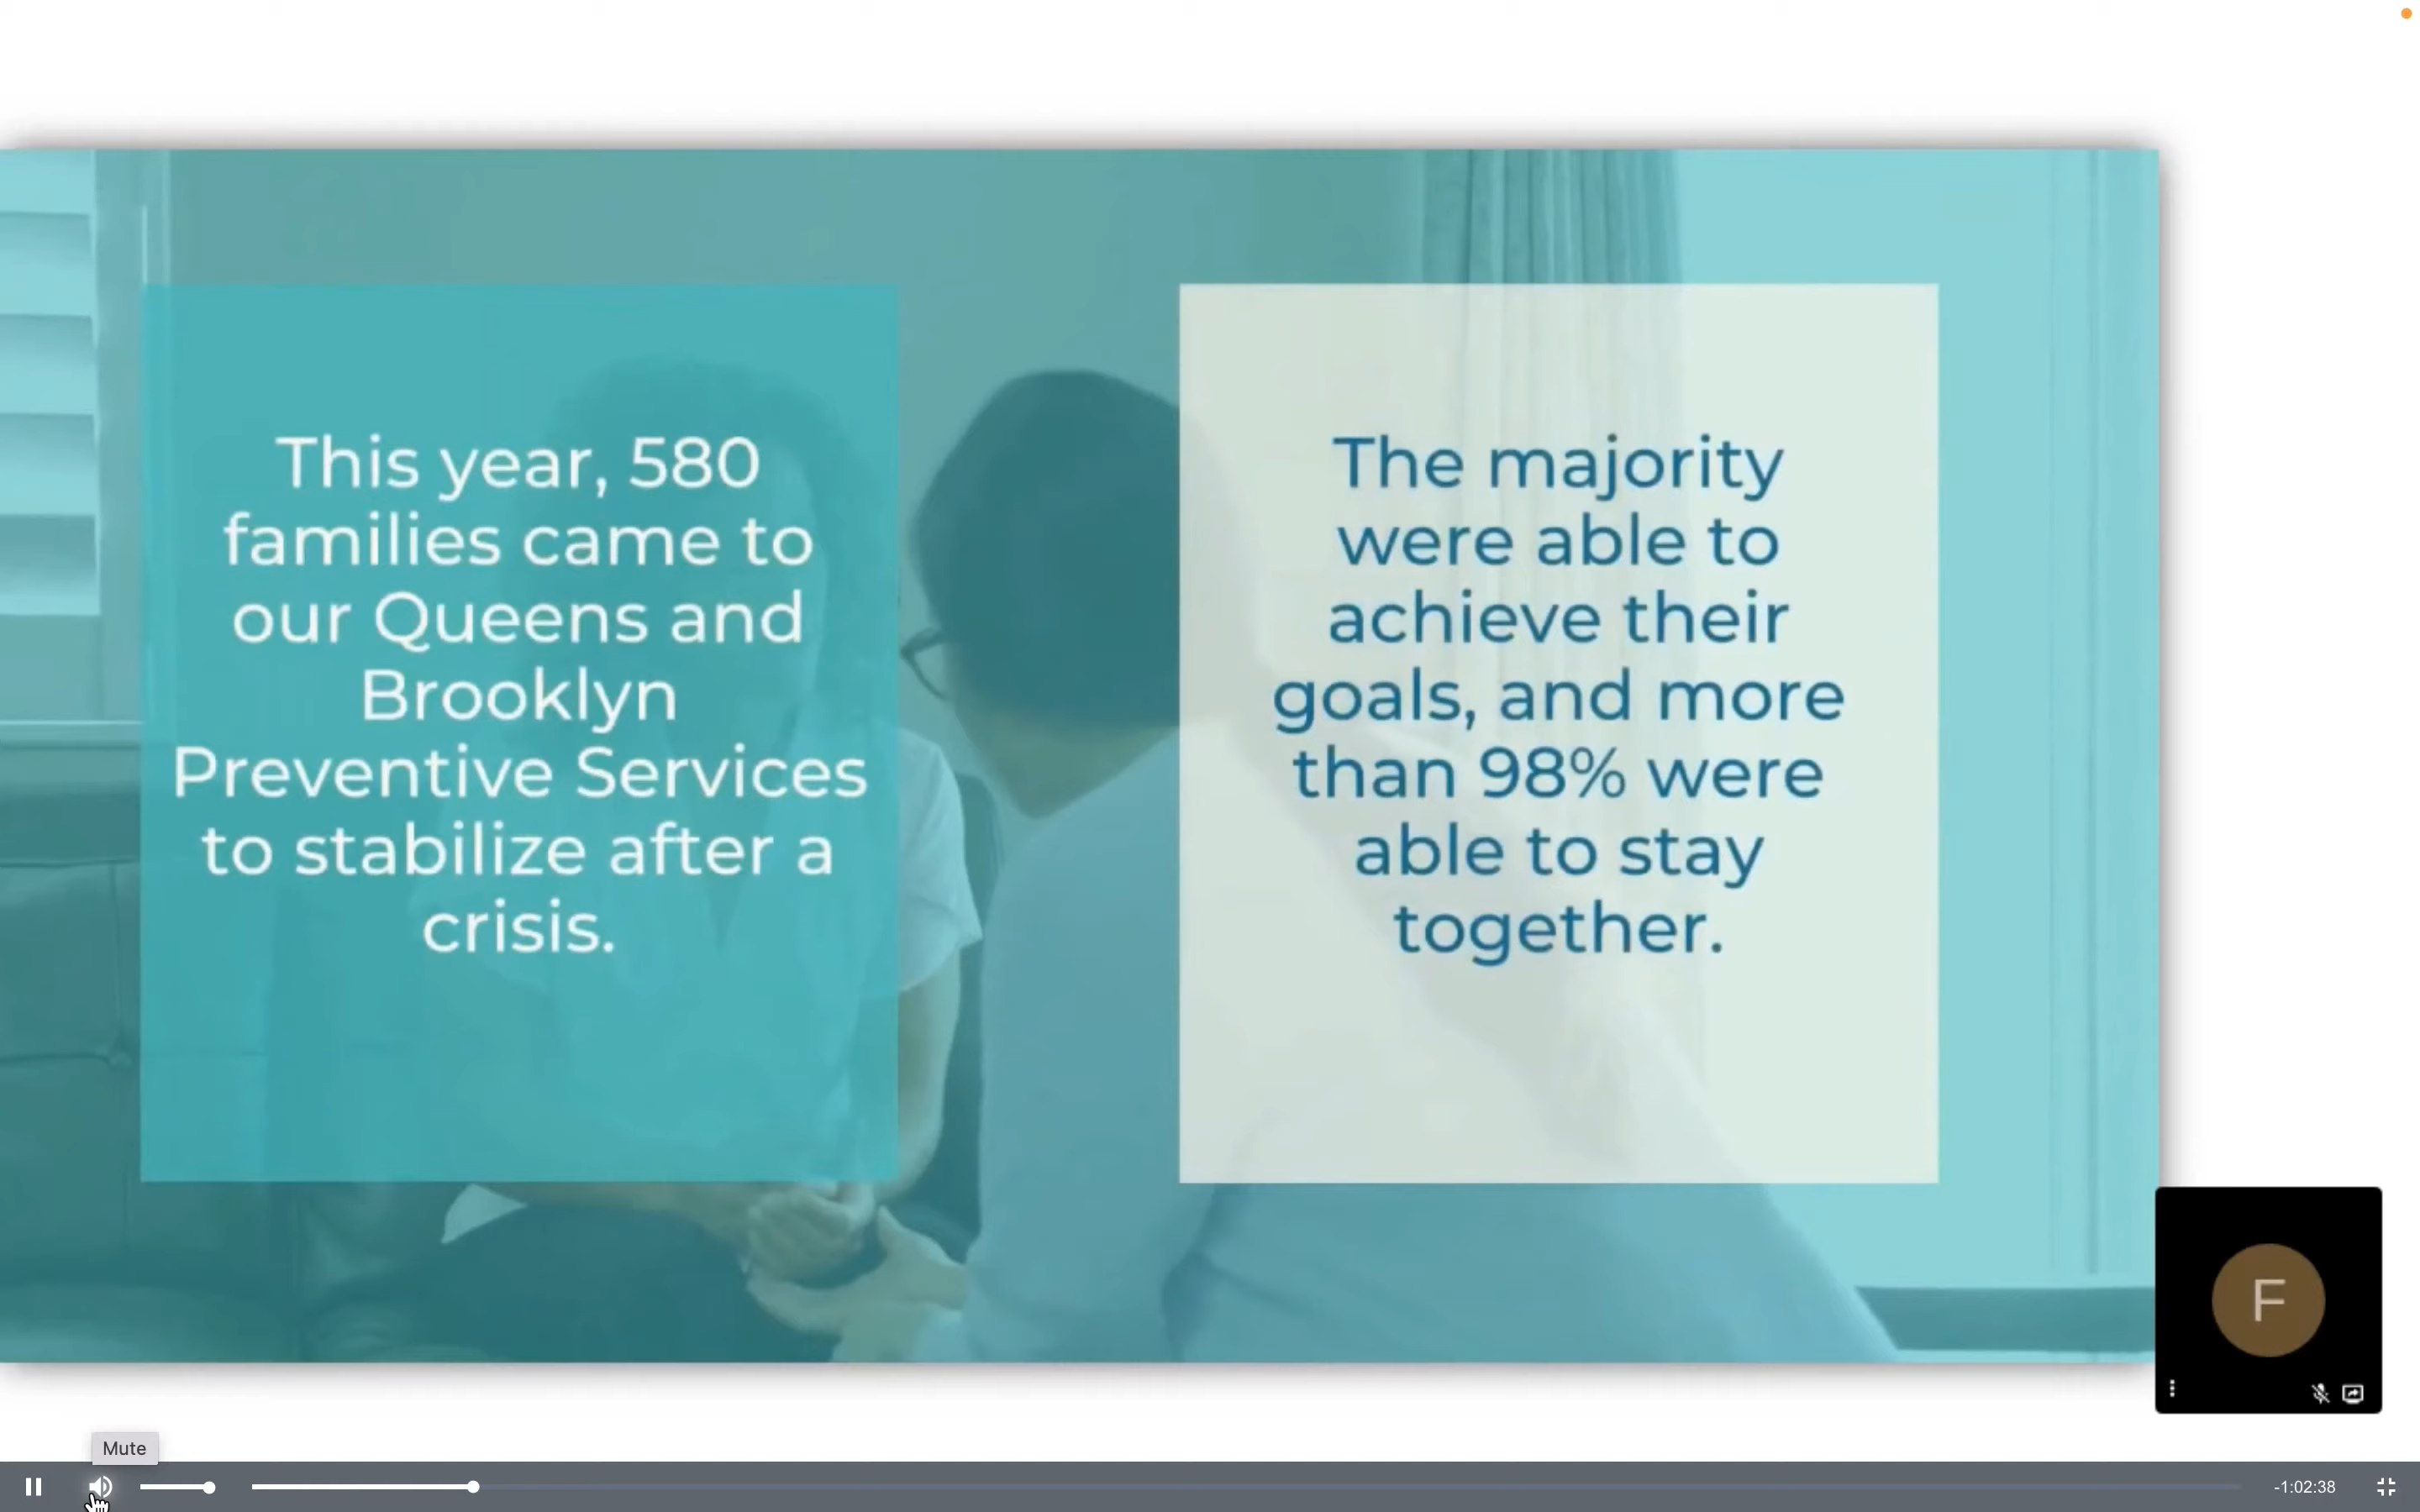 This year, 580
families came to
our Queens and
Brooklyn
Preventive Services
to stabilize after a
crisis.
The majority
were able to
achieve their
goals, and more
than 98% were
able to stay
together.
F
Mute
-1:02:38